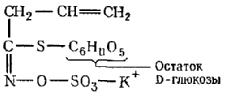 CH₂—CH=CH₂
C—S—C₆H₁₁O₅
N—O—SO₃—K⁺
Остаток
D-глюкозы